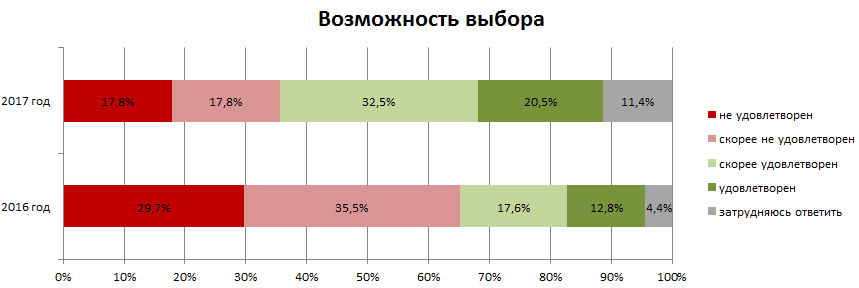 Возможность выбора
2017 год
17,8%
17,8%
32,5%
20,5%
11,4%
2016 год
29,7%
35,5%
17,6%
12,8%
4,4%
0%
10%
20%
30%
40%
50%
60%
70%
80%
90%
100%
не удовлетворен
скорее не удовлетворен
скорее удовлетворен
удовлетворен
затрудняюсь ответить